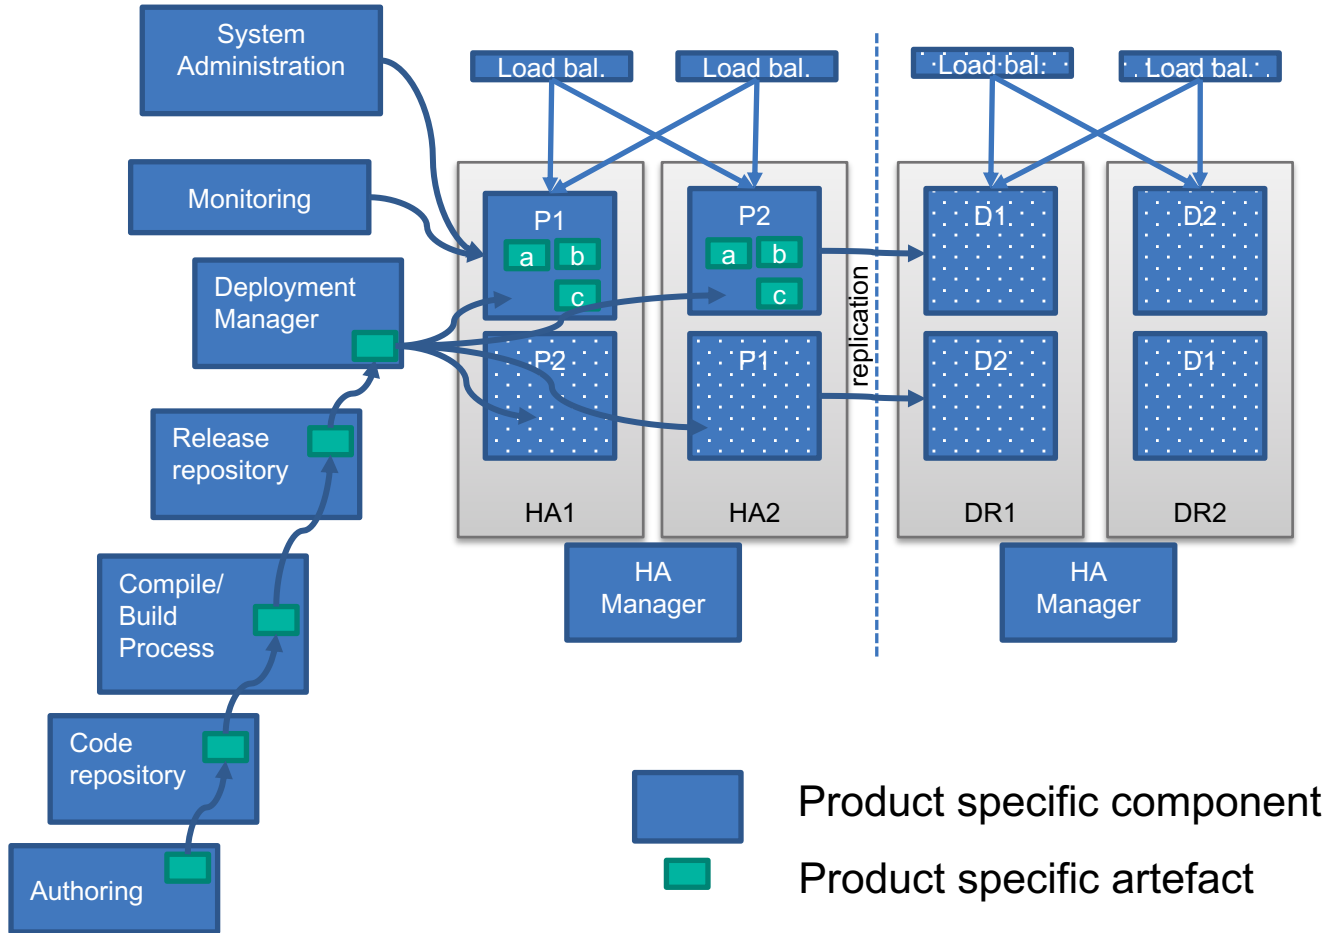 System
Administration
Load bal.
Load bal.
Load bal.
Load bal.
Monitoring
P1
a
b
c
P2
a
b
c
D1
D2
Deployment
Manager
replication
P2
P1
D2
D1
Release
repository
HA1
HA2
DR1
DR2
HA
Manager
HA
Manager
Compile/
Build
Process
Code
repository
Authoring
Product specific component
Product specific artefact